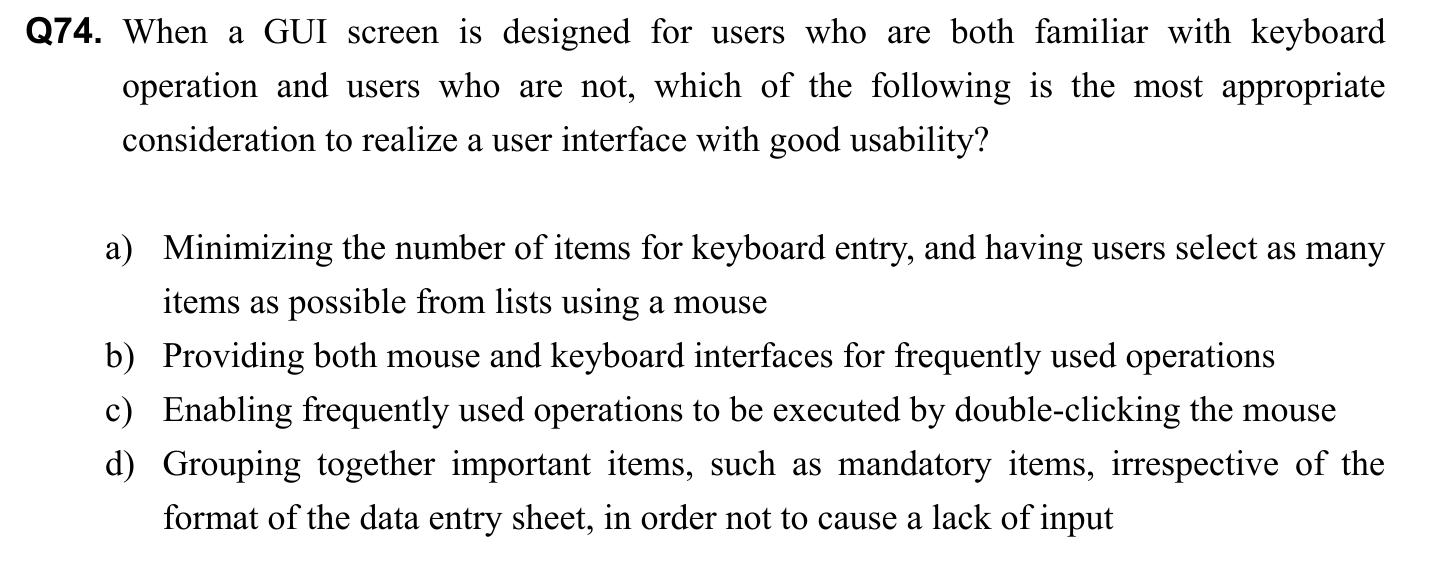 Q74. When a GUI screen is designed for users who are both familiar with keyboard
operation and users who are not, which of the following is the most appropriate
consideration to realize a user interface with good usability?
a) Minimizing the number of items for keyboard entry, and having users select as many
items as possible from lists using a mouse
b) Providing both mouse and keyboard interfaces for frequently used operations
c) Enabling frequently used operations to be executed by double-clicking the mouse
d) Grouping together important items, such as mandatory items, irrespective of the
format of the data entry sheet, in order not to cause a lack of input